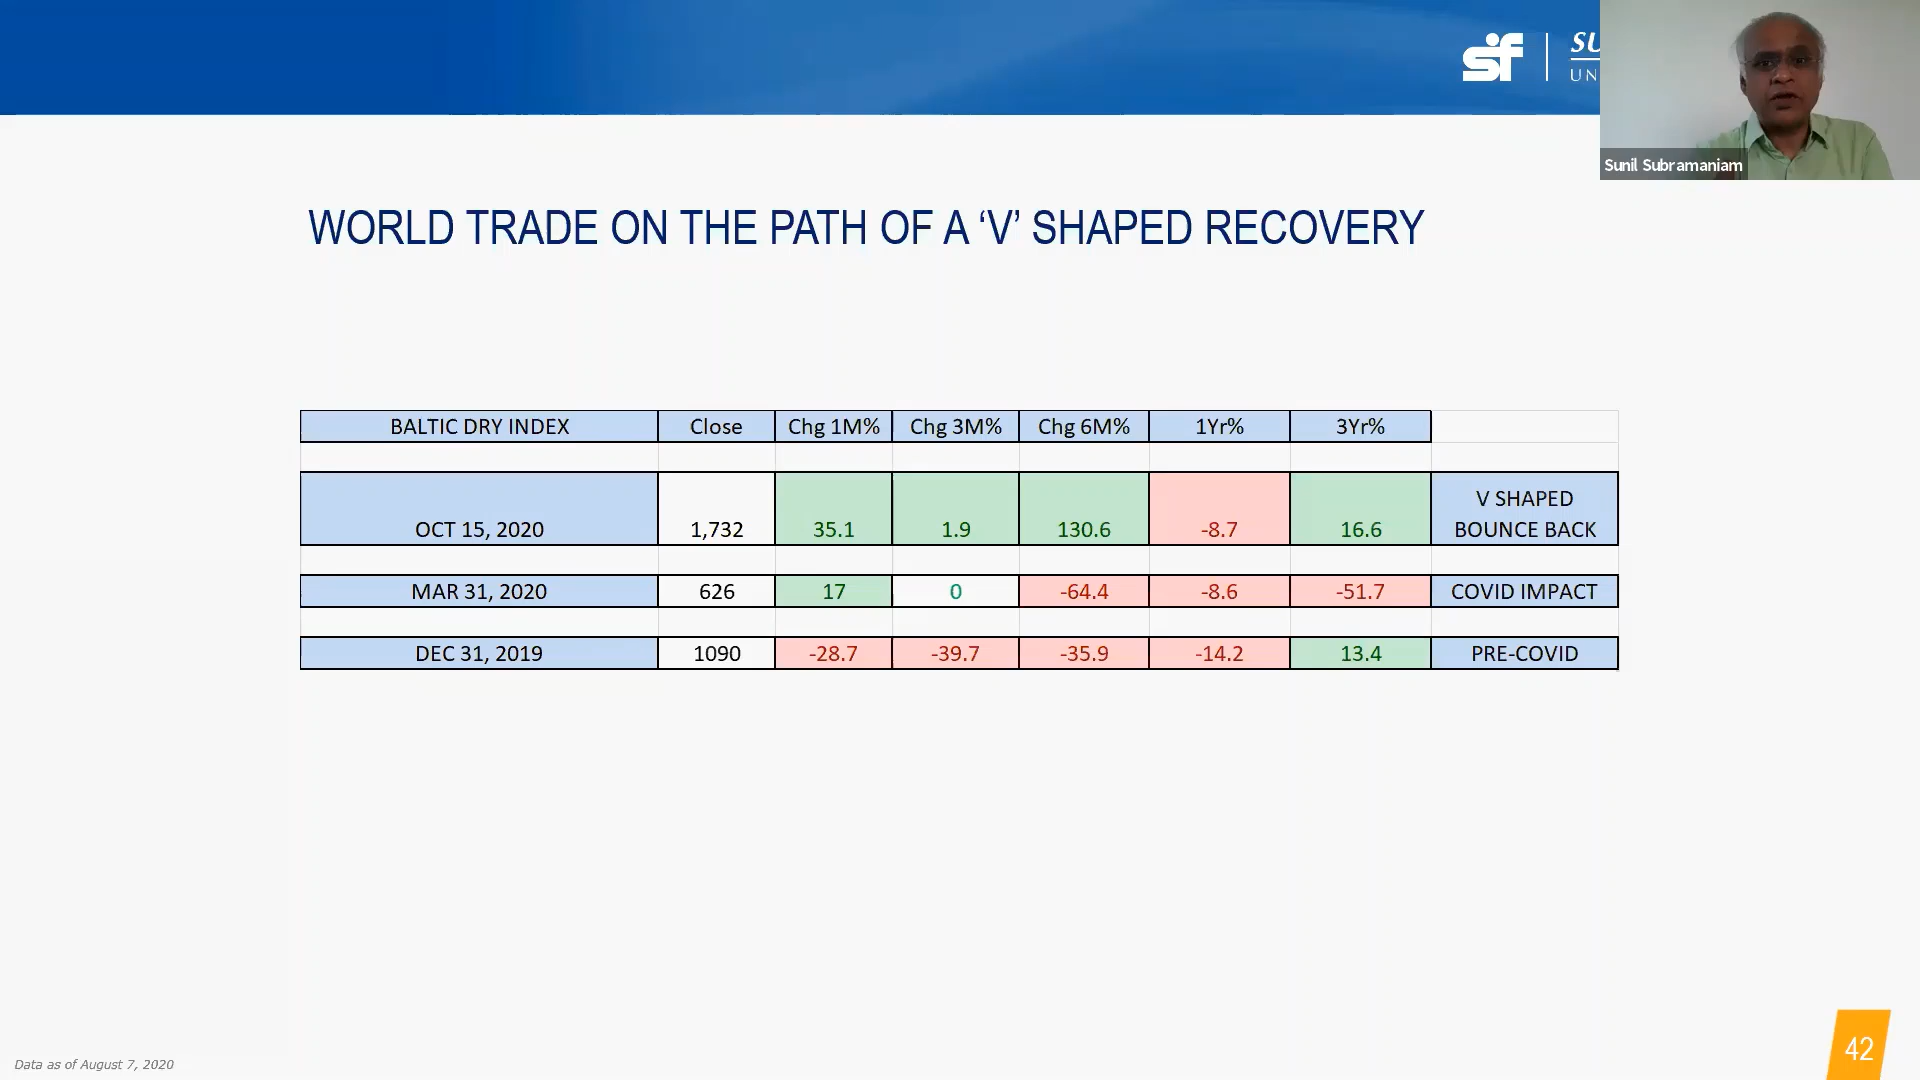 sf
SU
UN
Sunil Subramaniam
WORLD TRADE ON THE PATH OF A ‘V’ SHAPED RECOVERY
BALTIC DRY INDEX Close Chg 1M% Chg 3M% Chg 6M% 1Yr% 3Yr%
V SHAPED
OCT 15, 2020 1,732 35.1 1.9 130.6 -8.7 16.6 BOUNCE BACK
MAR 31, 2020 626 17 0 -64.4 -8.6 -51.7 COVID IMPACT
DEC 31, 2019 1090 -28.7 -39.7 -35.9 -14.2 13.4 PRE-COVID
Data as of August 7, 2020
42